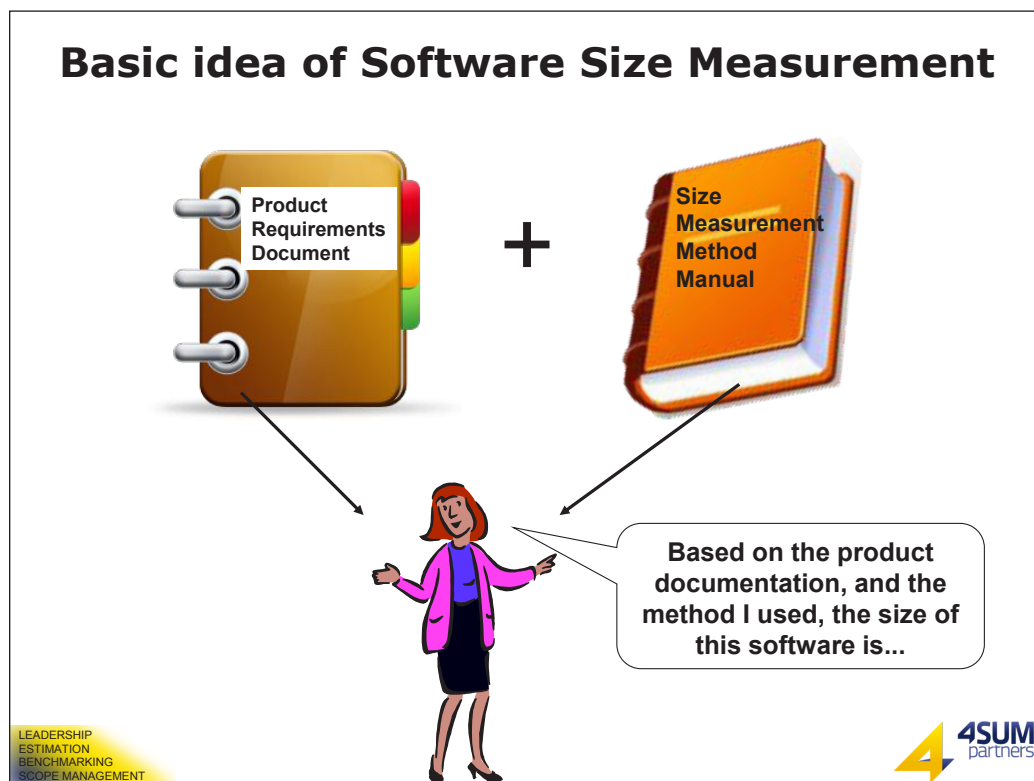 Basic idea of Software Size Measurement
Product
Requirements
Document
+
Size
Measurement
Method
Manual
Based on the product
documentation, and the
method I used, the size of
this software is...
LEADERSHIP
ESTIMATION
BENCHMARKING
SCOPE MANAGEMENT
4SUM
partners